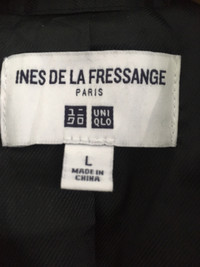 INES DE LA FRESSANGE
PARIS
ユニ UNI
クロ QLO
L
MADE IN
CHINA